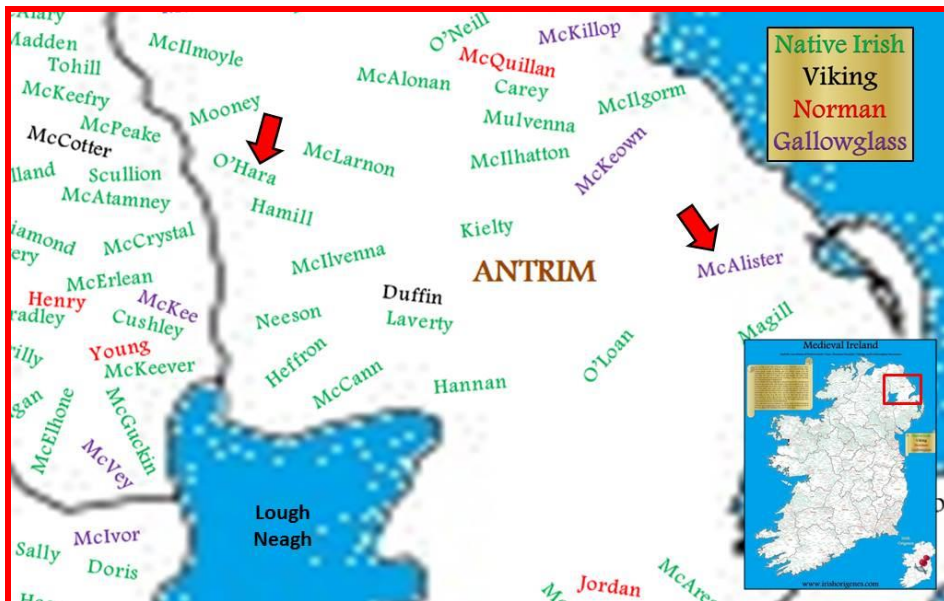 Madden
Tohill
McKeefry
McPeake
McCotter
Scullion
McAtamney
McCrystal
McErlean
Henry
McKee
Cushley
Young
McKeever
McElhone
McGuckin
McVey
McIvor
Sally
Doris
McIlmoyle
Mooney
O'Hara
Hamill
McLarnon
McIlvenna
Neeson
Heffron
McCann
Duffin
Laverty
Hannan
Kielty
ANTRIM
O'Loan
O'Neill
McKillop
McQuillan
McAlonan
Carey
Mulvenna
McIlgorm
McIlhatton
McKeown
McAlister
Magill
Lough
Neagh
Jordan
Native Irish
Viking
Norman
Gallowglass
Medieval Ireland
www.irishorigenes.com